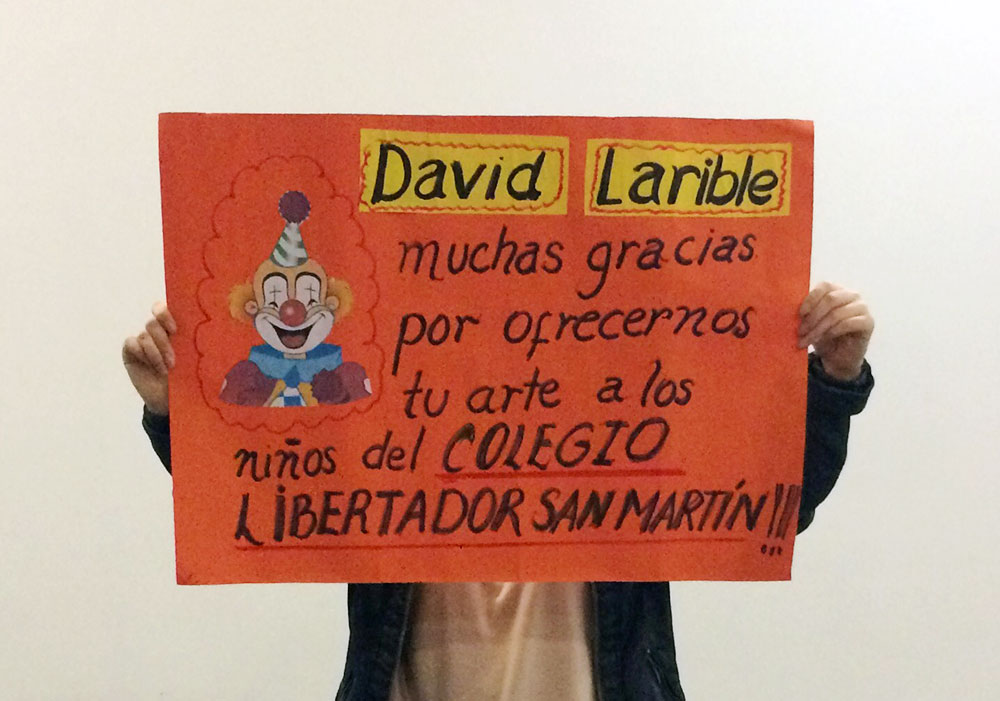 David Larible
muchas gracias
por ofrecernos
tu arte a los
niños del COLEGIO
LIBERTADOR SAN MARTÍN!!!